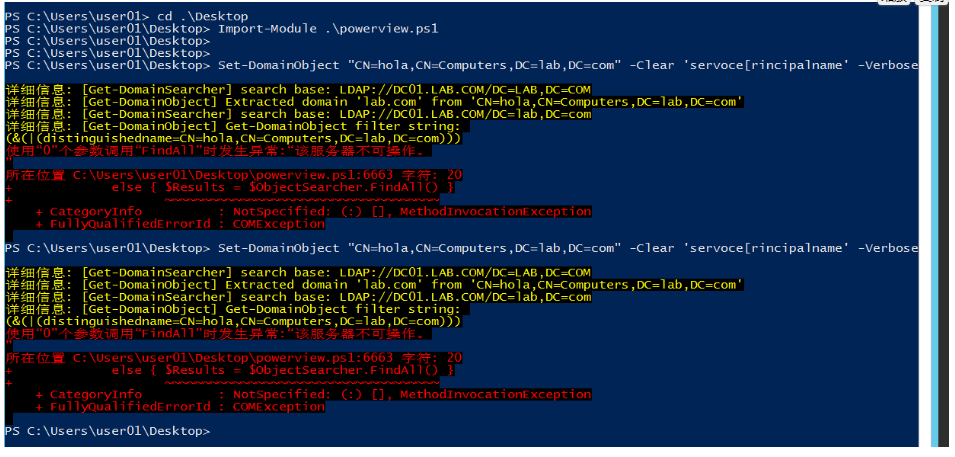 PS C:\Users\user01> cd .\Desktop
PS C:\Users\user01\Desktop> Import-Module .\powerview.ps1
PS C:\Users\user01\Desktop>
PS C:\Users\user01\Desktop>
PS C:\Users\user01\Desktop> Set-DomainObject "CN=hola,CN=Computers,DC=lab,DC=com" -Clear 'servoce[rincipalname' -Verbose
详细信息: [Get-DomainSearcher] search base: LDAP://DC01.LAB.COM/DC=LAB,DC=COM
详细信息: [Get-DomainObject] Extracted domain 'lab.com' from 'CN=hola,CN=Computers,DC=lab,DC=com'
详细信息: [Get-DomainSearcher] search base: LDAP://DC01.LAB.COM/DC=lab,DC=com
详细信息: [Get-DomainObject] Get-DomainObject filter string:
(&(|(distinguishedname=CN=hola,CN=Computers,DC=lab,DC=com)))
使用“0”个参数调用“FindAll”时发生异常:“该服务器不可操作。
”
所在位置 C:\Users\user01\Desktop\powerview.ps1:6663 字符: 20
+             else { $Results = $ObjectSearcher.FindAll() }
+                    ~~~~~~~~~~~~~~~~~~~~~~~~~~~~~~~~~~~~
    + CategoryInfo          : NotSpecified: (:) [], MethodInvocationException
    + FullyQualifiedErrorId : COMException
PS C:\Users\user01\Desktop> Set-DomainObject "CN=hola,CN=Computers,DC=lab,DC=com" -Clear 'servoce[rincipalname' -Verbose
详细信息: [Get-DomainSearcher] search base: LDAP://DC01.LAB.COM/DC=LAB,DC=COM
详细信息: [Get-DomainObject] Extracted domain 'lab.com' from 'CN=hola,CN=Computers,DC=lab,DC=com'
详细信息: [Get-DomainSearcher] search base: LDAP://DC01.LAB.COM/DC=lab,DC=com
详细信息: [Get-DomainObject] Get-DomainObject filter string:
(&(|(distinguishedname=CN=hola,CN=Computers,DC=lab,DC=com)))
使用“0”个参数调用“FindAll”时发生异常:“该服务器不可操作。
”
所在位置 C:\Users\user01\Desktop\powerview.ps1:6663 字符: 20
+             else { $Results = $ObjectSearcher.FindAll() }
+                    ~~~~~~~~~~~~~~~~~~~~~~~~~~~~~~~~~~~~
    + CategoryInfo          : NotSpecified: (:) [], MethodInvocationException
    + FullyQualifiedErrorId : COMException
PS C:\Users\user01\Desktop>